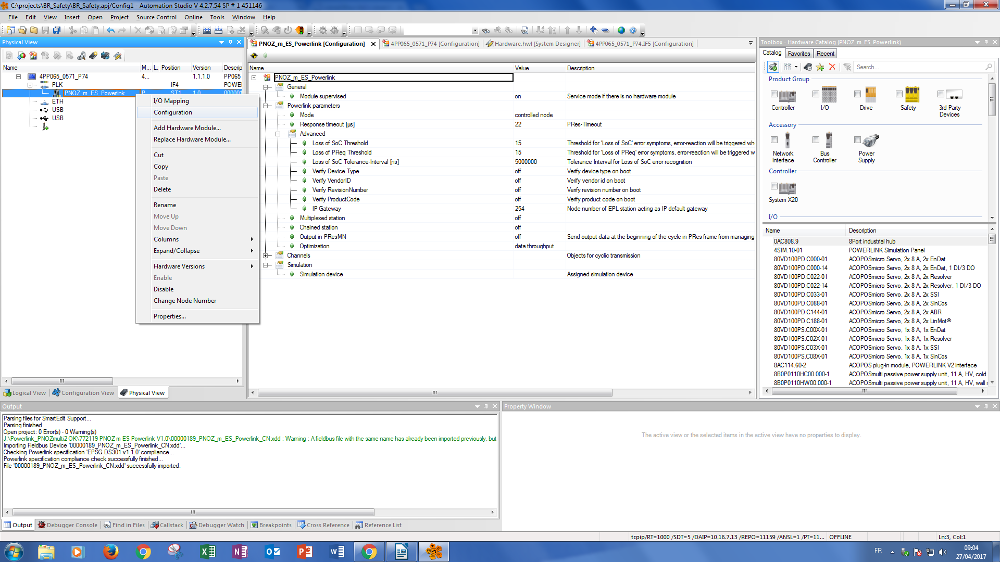 C:\projects\BR_Safety\BR_Safety.apj/Config1 - Automation Studio V 4.2.7.54 SP # 1 451146
File Edit View Insert Open Project Source Control Online Tools Window Help
Physical View
Name M... L. Position Version Descrip
4PP065_0571_P74 4... 1.1.1.0 PP065
PLK IF4 POWEI
PNOZ_m_ES_Powerlink P ST1 1.0 000001
ETH
USB
USB
I/O Mapping
Configuration
Add Hardware Module...
Replace Hardware Module...
Cut
Copy
Paste
Delete
Rename
Move Up
Move Down
Columns
Expand/Collapse
Hardware Versions
Enable
Disable
Change Node Number
Properties...
Logical View Configuration View Physical View
PNOZ_m_ES_Powerlink [Configuration] 4PP065_0571_P74 [Configuration] Hardware.hwl [System Designer] 4PP065_0571_P74.IF5 [Configuration]
Name Value Description
PNOZ_m_ES_Powerlink
General
Module supervised on Service mode if there is no hardware module
Powerlink parameters
Mode controlled node
Response timeout [µs] 22 PRes-Timeout
Advanced
Loss of SoC Threshold 15 Threshold for 'Loss of SoC' error symptoms, error-reaction will be triggered whe
Loss of PReq Threshold 15 Threshold for 'Loss of PReq' error symptoms, error-reaction will be triggered w
Loss of SoC Tolerance-Interval [ns] 5000000 Tolerance Interval for Loss of SoC error recognition
Verify Device Type off Verify device type on boot
Verify VendorID off Verify vendor id on boot
Verify RevisionNumber off Verify revision number on boot
Verify ProductCode off Verify product code on boot
IP Gateway 254 Node number of EPL station acting as IP default gateway
Multiplexed station off
Chained station off
Output in PResMN off Send output data at the beginning of the cycle in PRes frame from managing
Optimization data throughput
Channels Objects for cyclic transmission
Simulation
Simulation device Assigned simulation device
Toolbox - Hardware Catalog (PNOZ_m_ES_Powerlink)
Catalog Favorites Recent
Search...
Product Group
Controller I/O Drive Safety 3rd Party Devices
Accessory
Network Interface Bus Controller Power Supply
Controller
System X20
I/O
Name Description
0AC808.9 8Port industrial hub
4SIM.10-01 POWERLINK Simulation Panel
80VD100PD.C000-01 ACOPOSmicro Servo, 2x 8 A, 2x EnDat
80VD100PD.C000-14 ACOPOSmicro Servo, 2x 8 A, 2x EnDat, 1 DI/3 DO
80VD100PD.C022-01 ACOPOSmicro Servo, 2x 8 A, 2x Resolver
80VD100PD.C022-14 ACOPOSmicro Servo, 2x 8 A, 2x Resolver, 1 DI/3 DO
80VD100PD.C033-01 ACOPOSmicro Servo, 2x 8 A, 2x SSI
80VD100PD.C088-01 ACOPOSmicro Servo, 2x 8 A, 2x SinCos
80VD100PD.C144-01 ACOPOSmicro Servo, 2x 8 A, 2x ABR
80VD100PD.C188-01 ACOPOSmicro Servo, 2x 8 A, 2x LinMot®
80VD100PS.C00X-01 ACOPOSmicro Servo, 1x 8 A, 1x EnDat
80VD100PS.C02X-01 ACOPOSmicro Servo, 1x 8 A, 1x Resolver
80VD100PS.C03X-01 ACOPOSmicro Servo, 1x 8 A, 1x SSI
80VD100PS.C08X-01 ACOPOSmicro Servo, 1x 8 A, 1x SinCos
8AC114.60-2 ACOPOS plug-in module, POWERLINK V2 interface
8B0P0110HC00.000-1 ACOPOSmulti passive power supply unit, 11 A, HV, cold
8B0P0110HW00.000-1 ACOPOSmulti passive power supply unit, 11 A, HV, wall
Output
Parsing files for SmartEdit Support...
Parsing finished
Open project: 0 Error(s) - 0 Warning(s)
J:\Powerlink_PNOZmulti2 OK\772119 PNOZ m ES Powerlink V1.0\00000189_PNOZ_m_ES_Powerlink_CN.xdd : Warning : A fieldbus file with the same name has already been imported previously, but
Importing Fieldbus Device '00000189_PNOZ_m_ES_Powerlink_CN.xdd'...
Checking Powerlink specification 'EPSG DS301 v1.1.0' compliance...
Powerlink specification compliance check successfully finished...
File '00000189_PNOZ_m_ES_Powerlink_CN.xdd' successfully imported.
Property Window
The active view or the selected items in the active view have no properties to display.
Output Debugger Console Find in Files Callstack Debugger Watch Breakpoints Cross Reference Reference List
tcpip/RT=1000 /SDT=5 /DAIP=10.16.7.13 /REPO=11159 /ANSL=1 /PT=11... OFFLINE Ln:3, Col:1
FR
09:04
27/04/2017